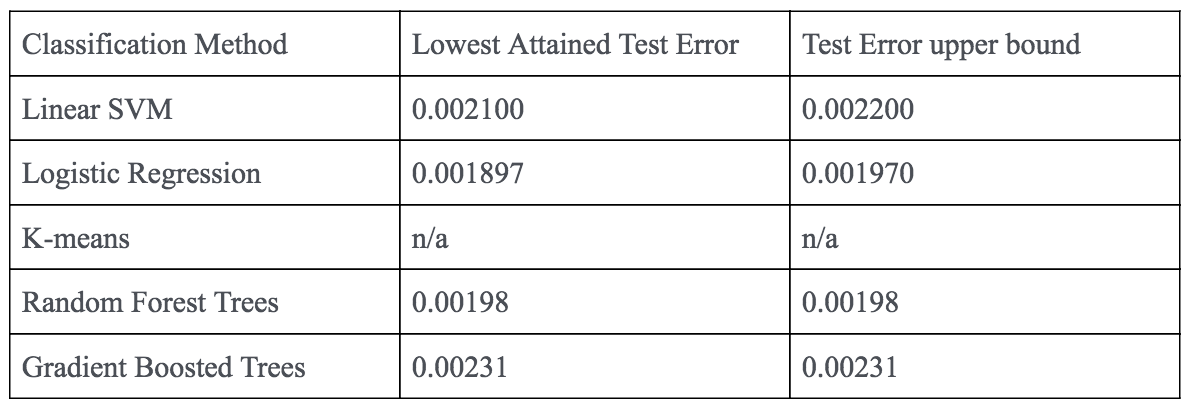 Classification Method Lowest Attained Test Error Test Error upper bound
Linear SVM 0.002100 0.002200
Logistic Regression 0.001897 0.001970
K-means n/a n/a
Random Forest Trees 0.00198 0.00198
Gradient Boosted Trees 0.00231 0.00231